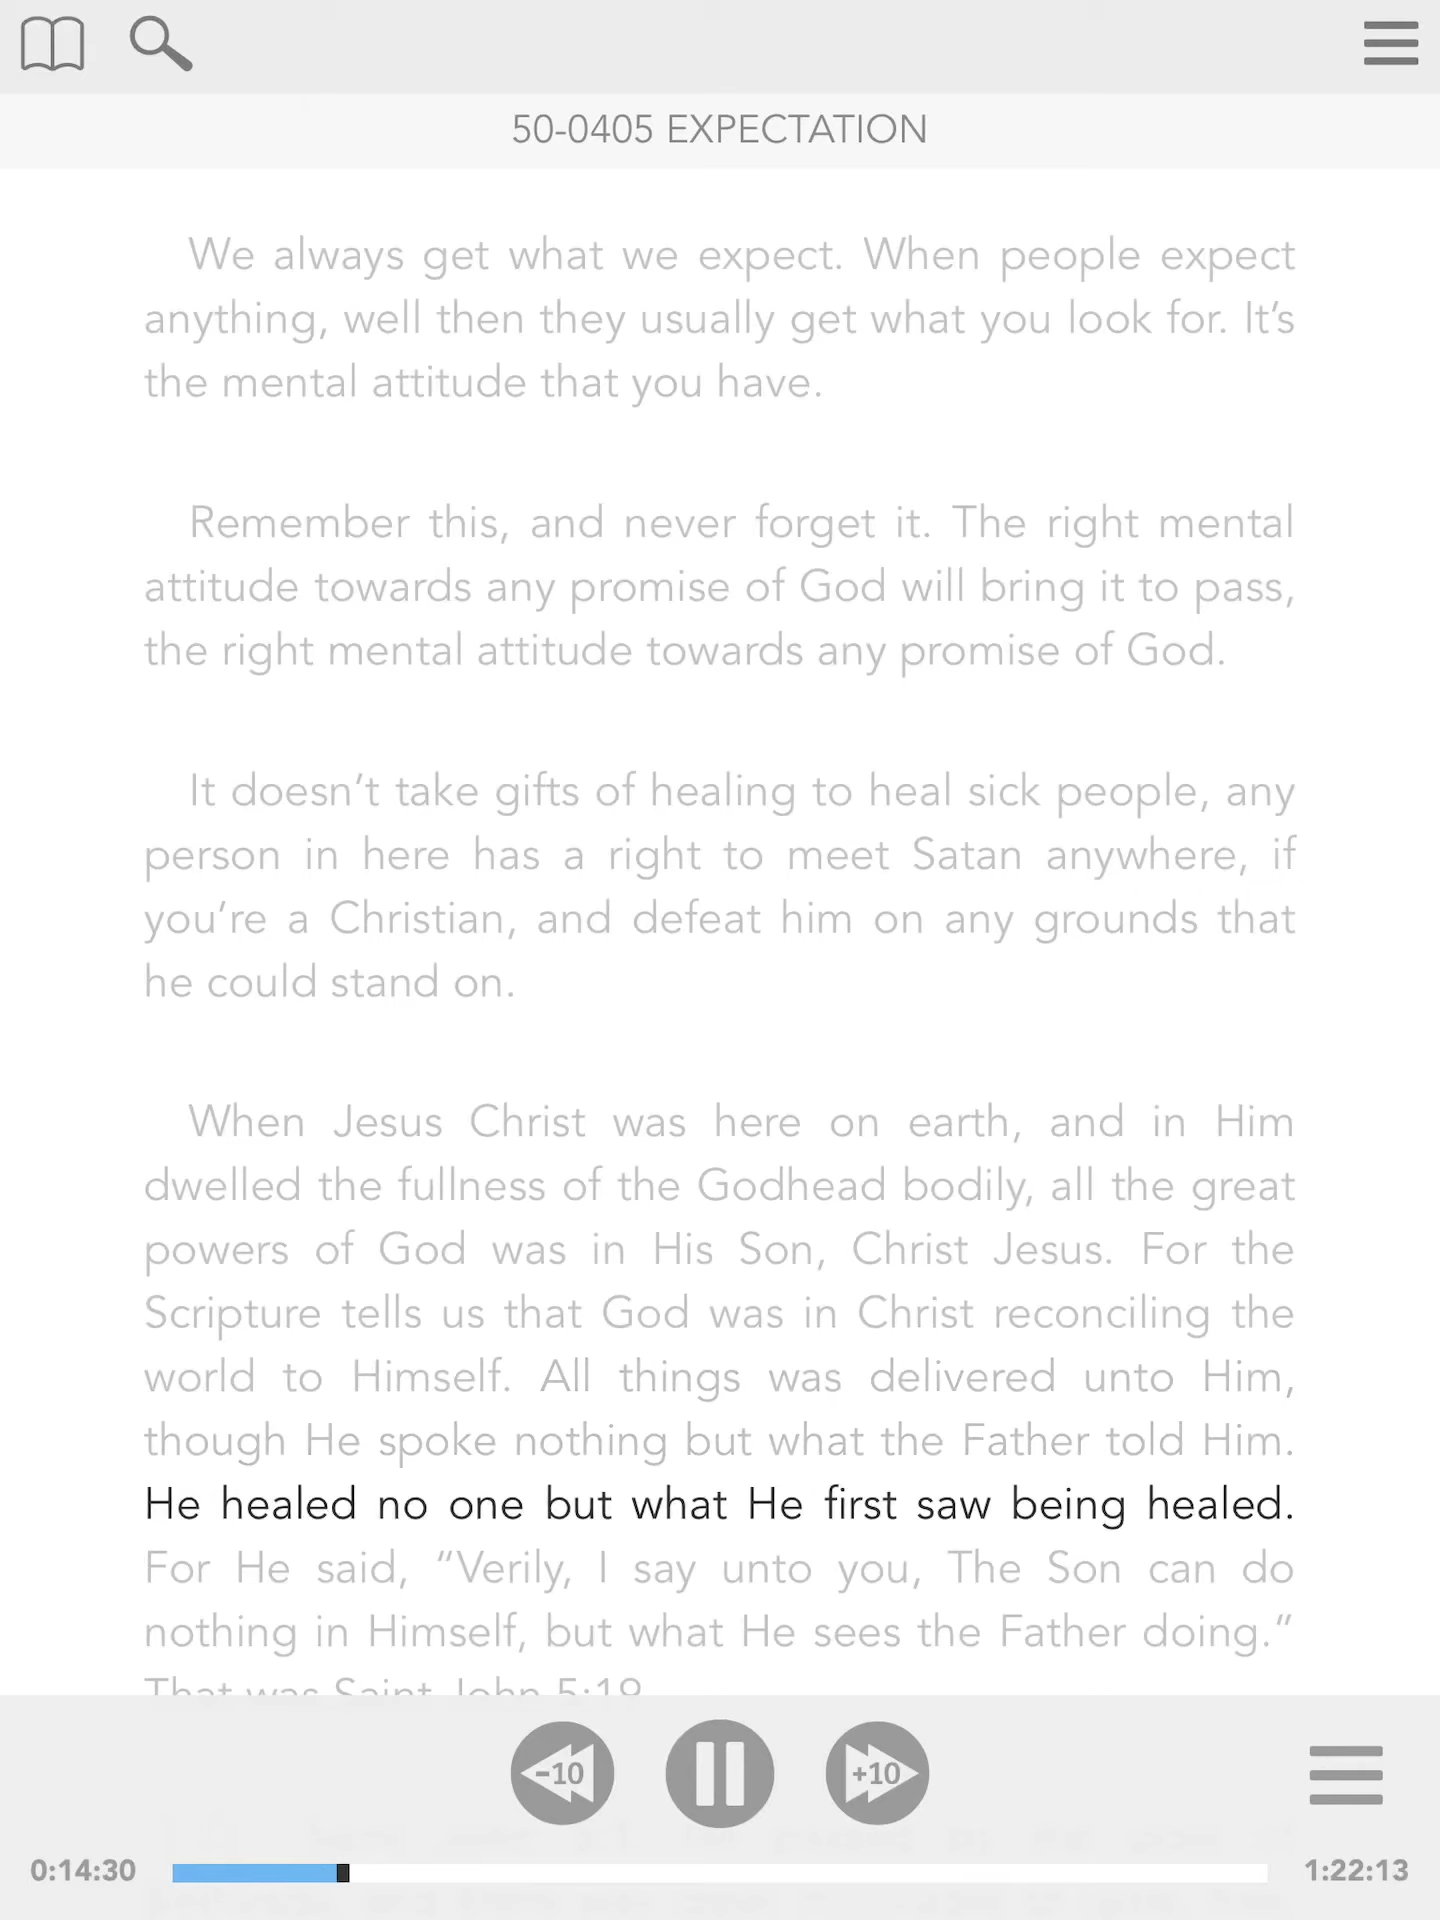 50-0405 EXPECTATION
We always get what we expect. When people expect
anything, well then they usually get what you look for. It’s
the mental attitude that you have.
Remember this, and never forget it. The right mental
attitude towards any promise of God will bring it to pass,
the right mental attitude towards any promise of God.
It doesn’t take gifts of healing to heal sick people, any
person in here has a right to meet Satan anywhere, if
you’re a Christian, and defeat him on any grounds that
he could stand on.
When Jesus Christ was here on earth, and in Him
dwelled the fullness of the Godhead bodily, all the great
powers of God was in His Son, Christ Jesus. For the
Scripture tells us that God was in Christ reconciling the
world to Himself. All things was delivered unto Him,
though He spoke nothing but what the Father told Him.
He healed no one but what He first saw being healed.
For He said, “Verily, I say unto you, The Son can do
nothing in Himself, but what He sees the Father doing.”
That was Saint John 5:19
-10
+10
0:14:30
1:22:13